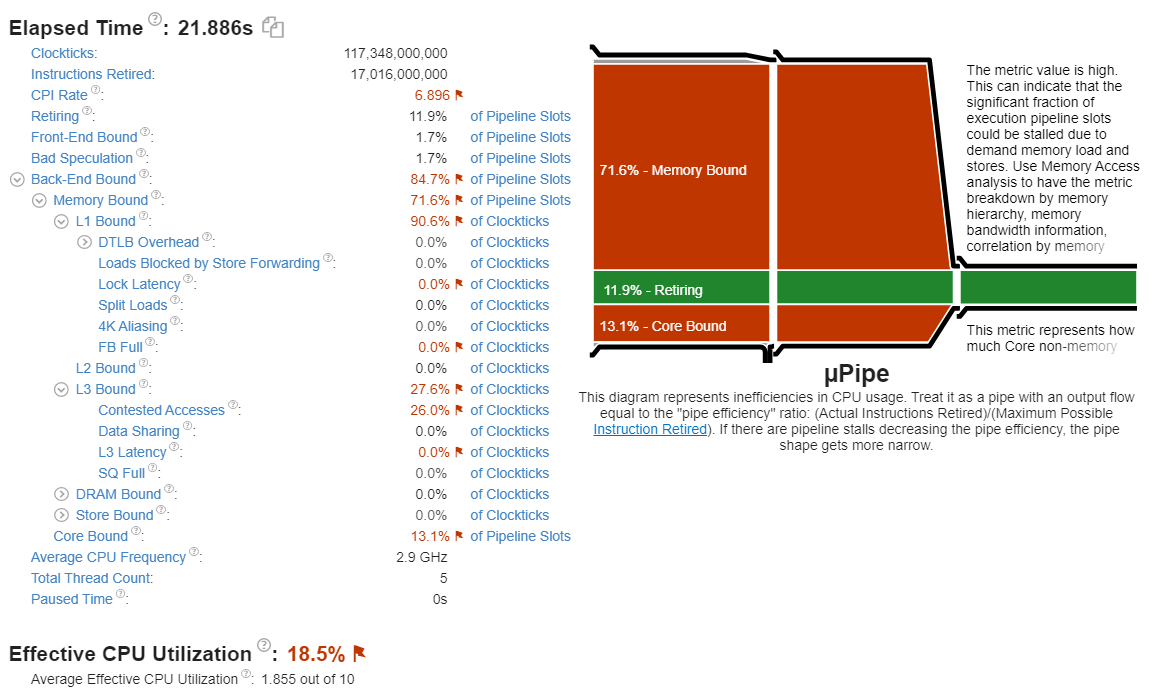 Elapsed Time ?: 21.886s
Clockticks: 117,348,000,000
Instructions Retired: 17,016,000,000
CPI Rate ?: 6.896
Retiring ?: 11.9% of Pipeline Slots
Front-End Bound ?: 1.7% of Pipeline Slots
Bad Speculation ?: 1.7% of Pipeline Slots
Back-End Bound ?: 84.7% of Pipeline Slots
Memory Bound ?: 71.6% of Pipeline Slots
L1 Bound ?: 90.6% of Clockticks
DTLB Overhead ?: 0.0% of Clockticks
Loads Blocked by Store Forwarding ?: 0.0% of Clockticks
Lock Latency ?: 0.0% of Clockticks
Split Loads ?: 0.0% of Clockticks
4K Aliasing ?: 0.0% of Clockticks
FB Full ?: 0.0% of Clockticks
L2 Bound ?: 0.0% of Clockticks
L3 Bound ?: 27.6% of Clockticks
Contested Accesses ?: 26.0% of Clockticks
Data Sharing ?: 0.0% of Clockticks
L3 Latency ?: 0.0% of Clockticks
SQ Full ?: 0.0% of Clockticks
DRAM Bound ?: 0.0% of Clockticks
Store Bound ?: 0.0% of Clockticks
Core Bound ?: 13.1% of Pipeline Slots
Average CPU Frequency ?: 2.9 GHz
Total Thread Count: 5
Paused Time ?: 0s
71.6% - Memory Bound
11.9% - Retiring
13.1% - Core Bound
The metric value is high.
This can indicate that the
significant fraction of
execution pipeline slots
could be stalled due to
demand memory load and
stores. Use Memory Access
analysis to have the metric
breakdown by memory
hierarchy, memory
bandwidth information,
correlation by memory
This metric represents how
much Core non-memory
µPipe
This diagram represents inefficiencies in CPU usage. Treat it as a pipe with an output flow
equal to the "pipe efficiency" ratio: (Actual Instructions Retired)/(Maximum Possible
Instruction Retired). If there are pipeline stalls decreasing the pipe efficiency, the pipe
shape gets more narrow.
Effective CPU Utilization ?: 18.5%
Average Effective CPU Utilization ?: 1.855 out of 10